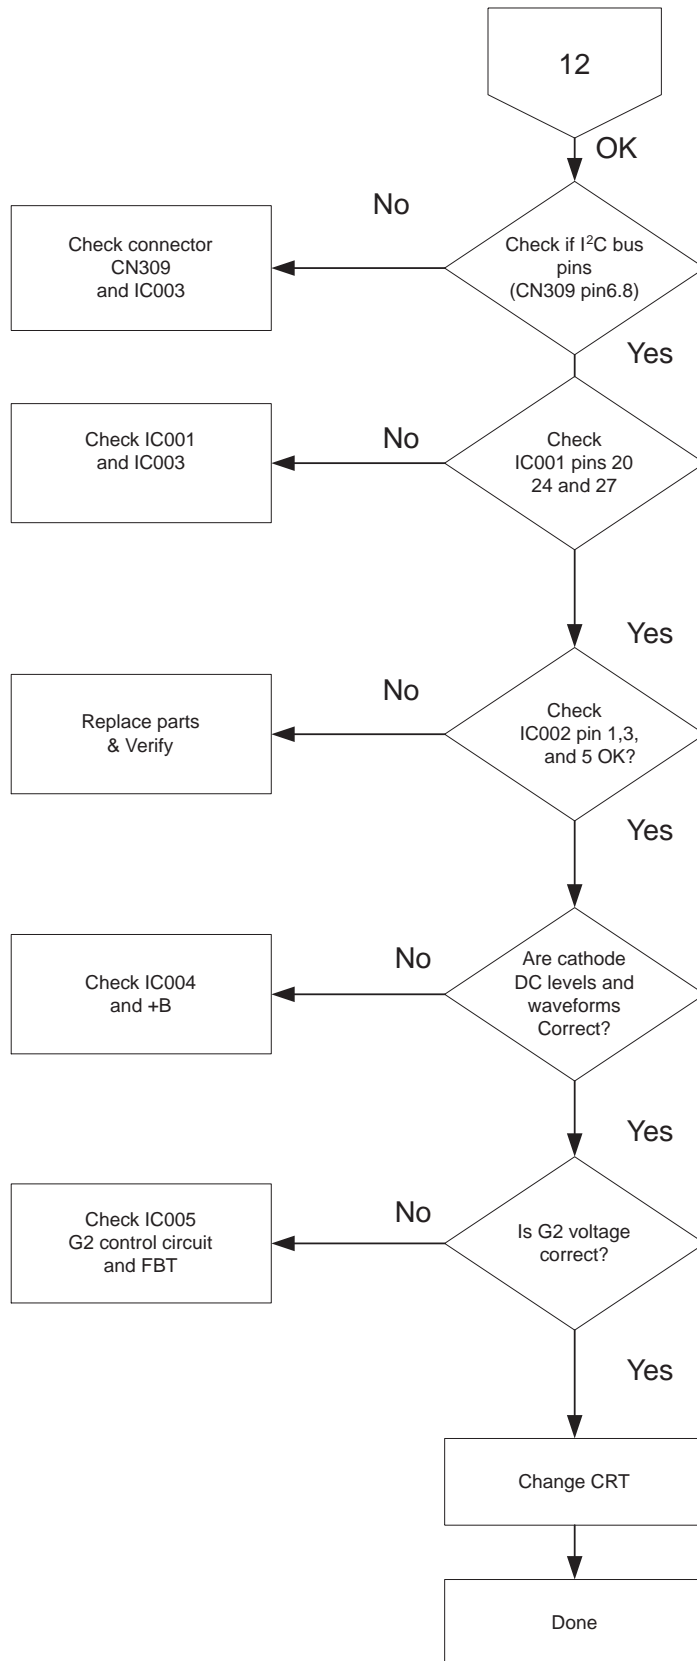 12
OK
No
Check if I²C bus
pins
(CN309 pin6.8)
Check connector
CN309
and IC003
Yes
No
Check
IC001 pins 20
24 and 27
Check IC001
and IC003
Yes
No
Check
IC002 pin 1,3,
and 5 OK?
Replace parts
& Verify
Yes
No
Are cathode
DC levels and
waveforms
Correct?
Check IC004
and +B
Yes
No
Is G2 voltage
correct?
Check IC005
G2 control circuit
and FBT
Yes
Change CRT
Done